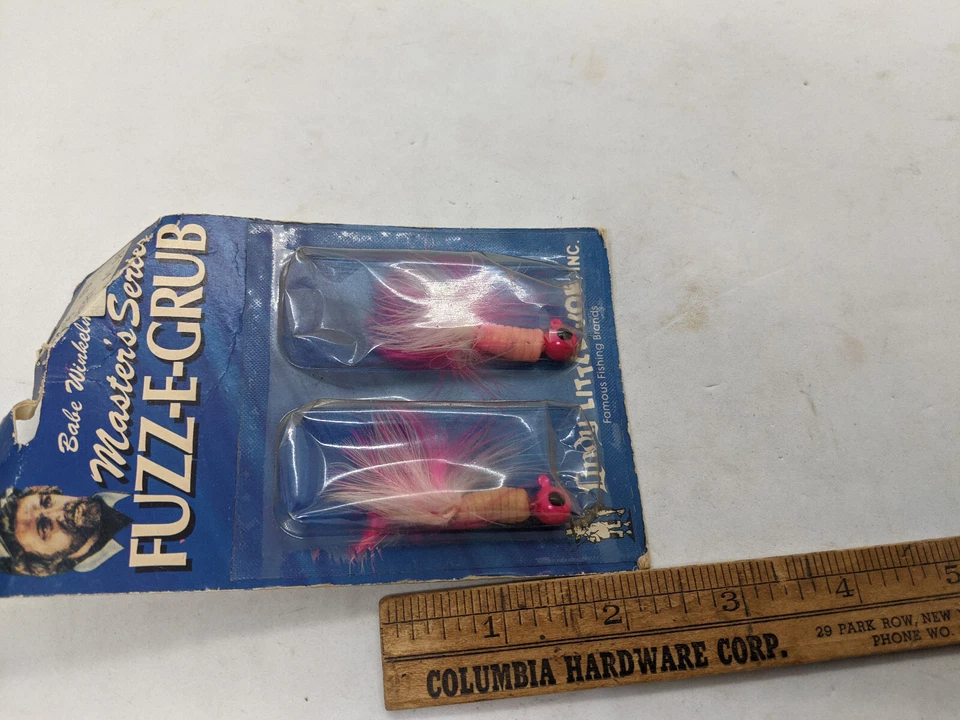 Babe
Master's Series
FUZZ-E-GRUB
INC.
Famous Fishing Brands
1 2 3 4 5
COLUMBIA HARDWARE CORP.
29 PARK ROW, NEW
PHONE WO.